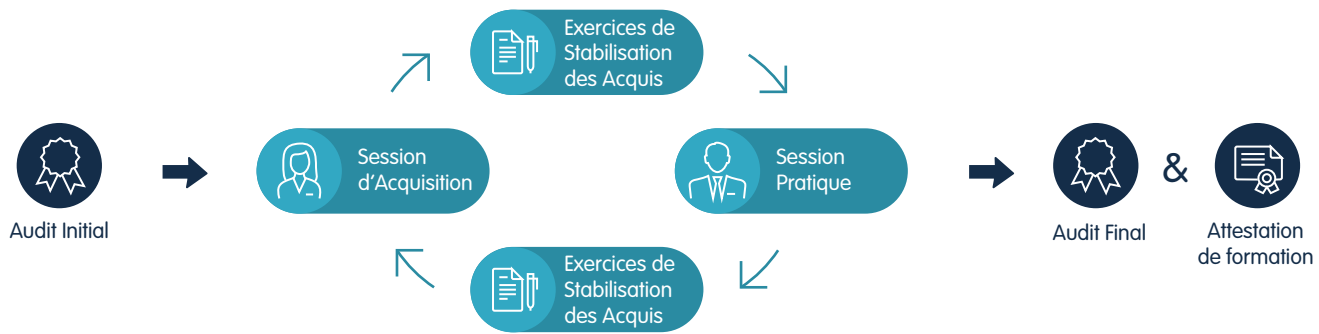 Audit Initial
Session
d’Acquisition
Exercices de
Stabilisation
des Acquis
Session
Pratique
Exercices de
Stabilisation
des Acquis
Audit Final
&
Attestation
de formation